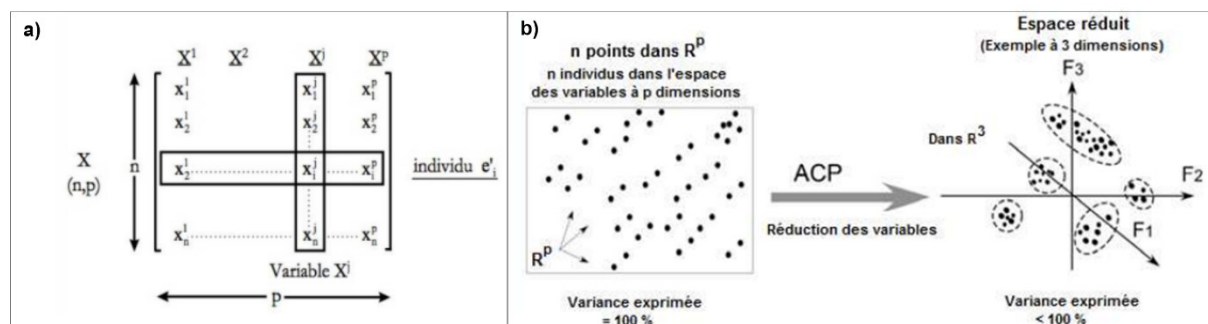 a)
X¹ X² Xʲ Xᵖ
x₁¹ x₁ʲ x₁ᵖ
x₂¹ x₂ʲ x₂ᵖ
X n x₂¹ xᵢʲ xᵢᵖ individu e'ᵢ
(n,p)
xₙ¹ xₙʲ xₙᵖ
Variable Xʲ
p
b)
n points dans Rᵖ
n individus dans l'espace
des variables à p dimensions
Rᵖ
Variance exprimée
= 100 %
ACP
Réduction des variables
Espace réduit
(Exemple à 3 dimensions)
F3
Dans R³
F2
F1
Variance exprimée
< 100 %